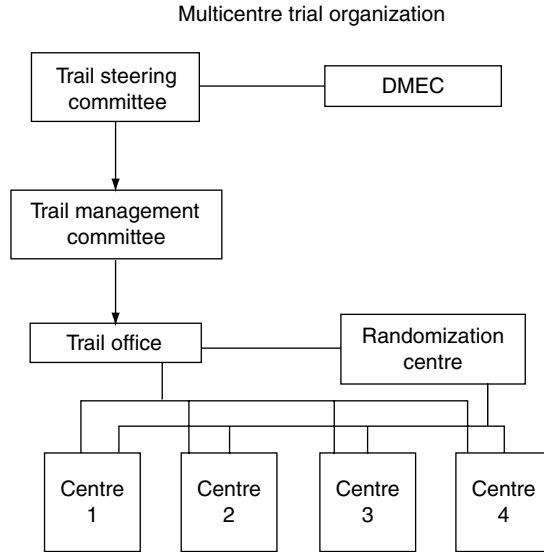 Multicentre trial organization
Trail steering
committee
DMEC
Trail management
committee
Trail office
Randomization
centre
Centre
1
Centre
2
Centre
3
Centre
4